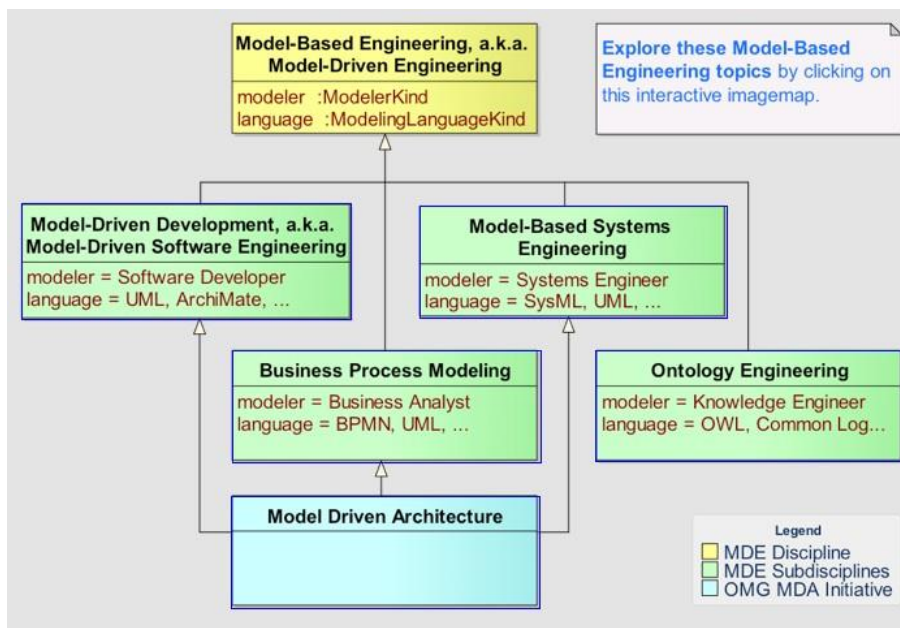 Model-Based Engineering, a.k.a.
Model-Driven Engineering
modeler :ModelerKind
language :ModelingLanguageKind
Explore these Model-Based
Engineering topics by clicking on
this interactive imagemap.
Model-Driven Development, a.k.a.
Model-Driven Software Engineering
modeler = Software Developer
language = UML, ArchiMate, ...
Model-Based Systems
Engineering
modeler = Systems Engineer
language = SysML, UML, ...
Business Process Modeling
modeler = Business Analyst
language = BPMN, UML, ...
Ontology Engineering
modeler = Knowledge Engineer
language = OWL, Common Log...
Model Driven Architecture
Legend
MDE Discipline
MDE Subdisciplines
OMG MDA Initiative